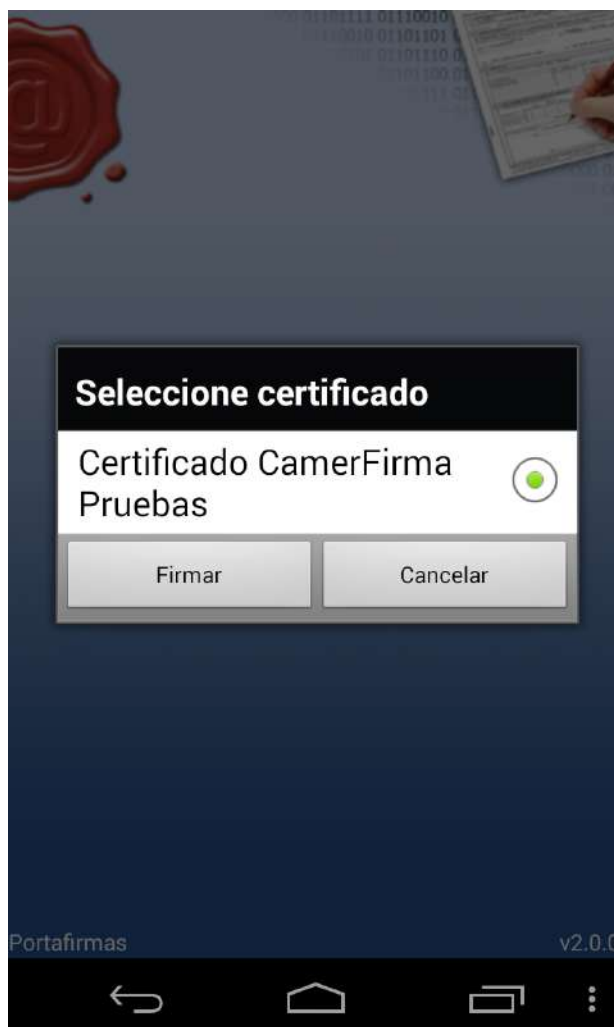 Seleccione certificado
Certificado CamerFirma
Pruebas
Firmar
Cancelar
Portafirmas
v2.0.0